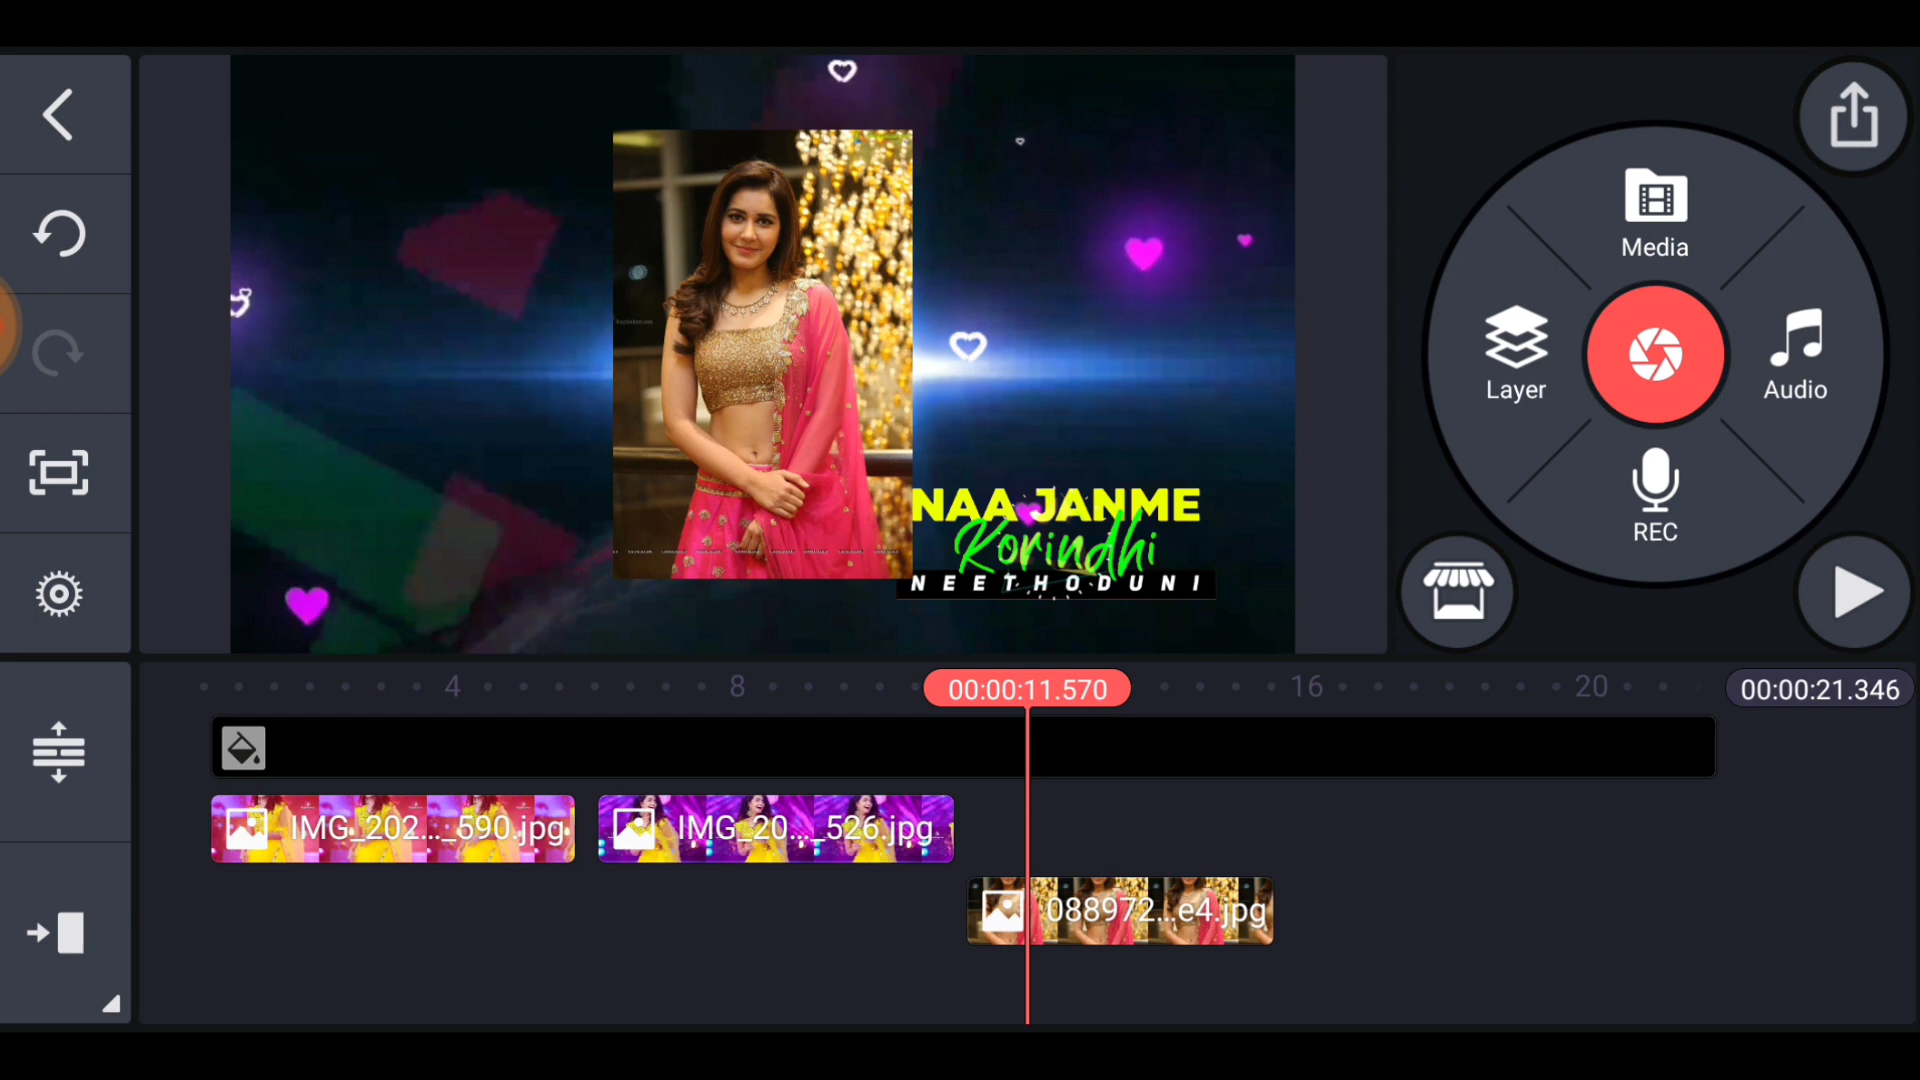 Media
Layer
Audio
REC
NAA JANME
Korindhi
NEETHODUNI
4
8
00:00:11.570
16
20
00:00:21.346
IMG_202..._590.jpg
IMG_20..._526.jpg
088972...e4.jpg